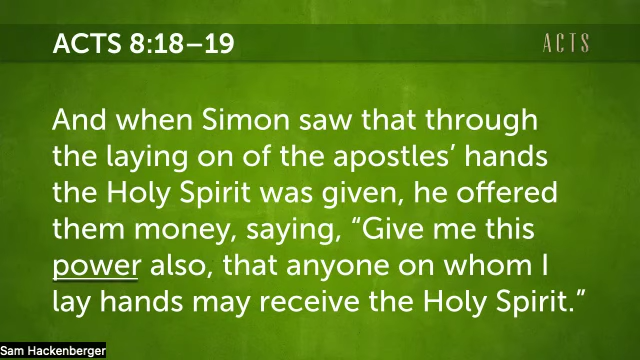 ACTS 8:18–19
ACTS
And when Simon saw that through
the laying on of the apostles’ hands
the Holy Spirit was given, he offered
them money, saying, “Give me this
power also, that anyone on whom I
lay hands may receive the Holy Spirit.”
Sam Hackenberger